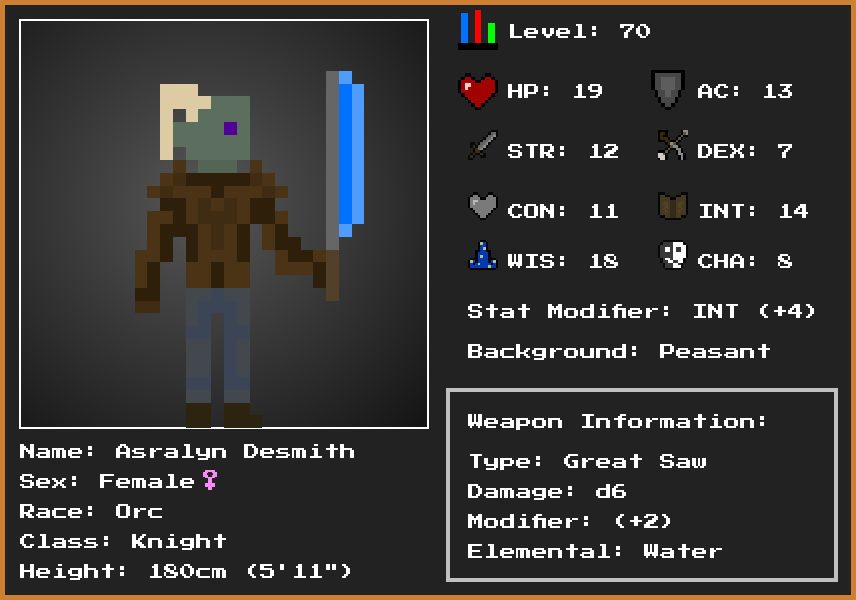 Level: 70
HP: 19 AC: 13
STR: 12 DEX: 7
CON: 11 INT: 14
WIS: 18 CHA: 8
Stat Modifier: INT (+4)
Background: Peasant
Weapon Information:
Type: Great Saw
Damage: d6
Modifier: (+2)
Elemental: Water
Name: Asralyn Desmith
Sex: Female♀
Race: Orc
Class: Knight
Height: 180cm (5'11")